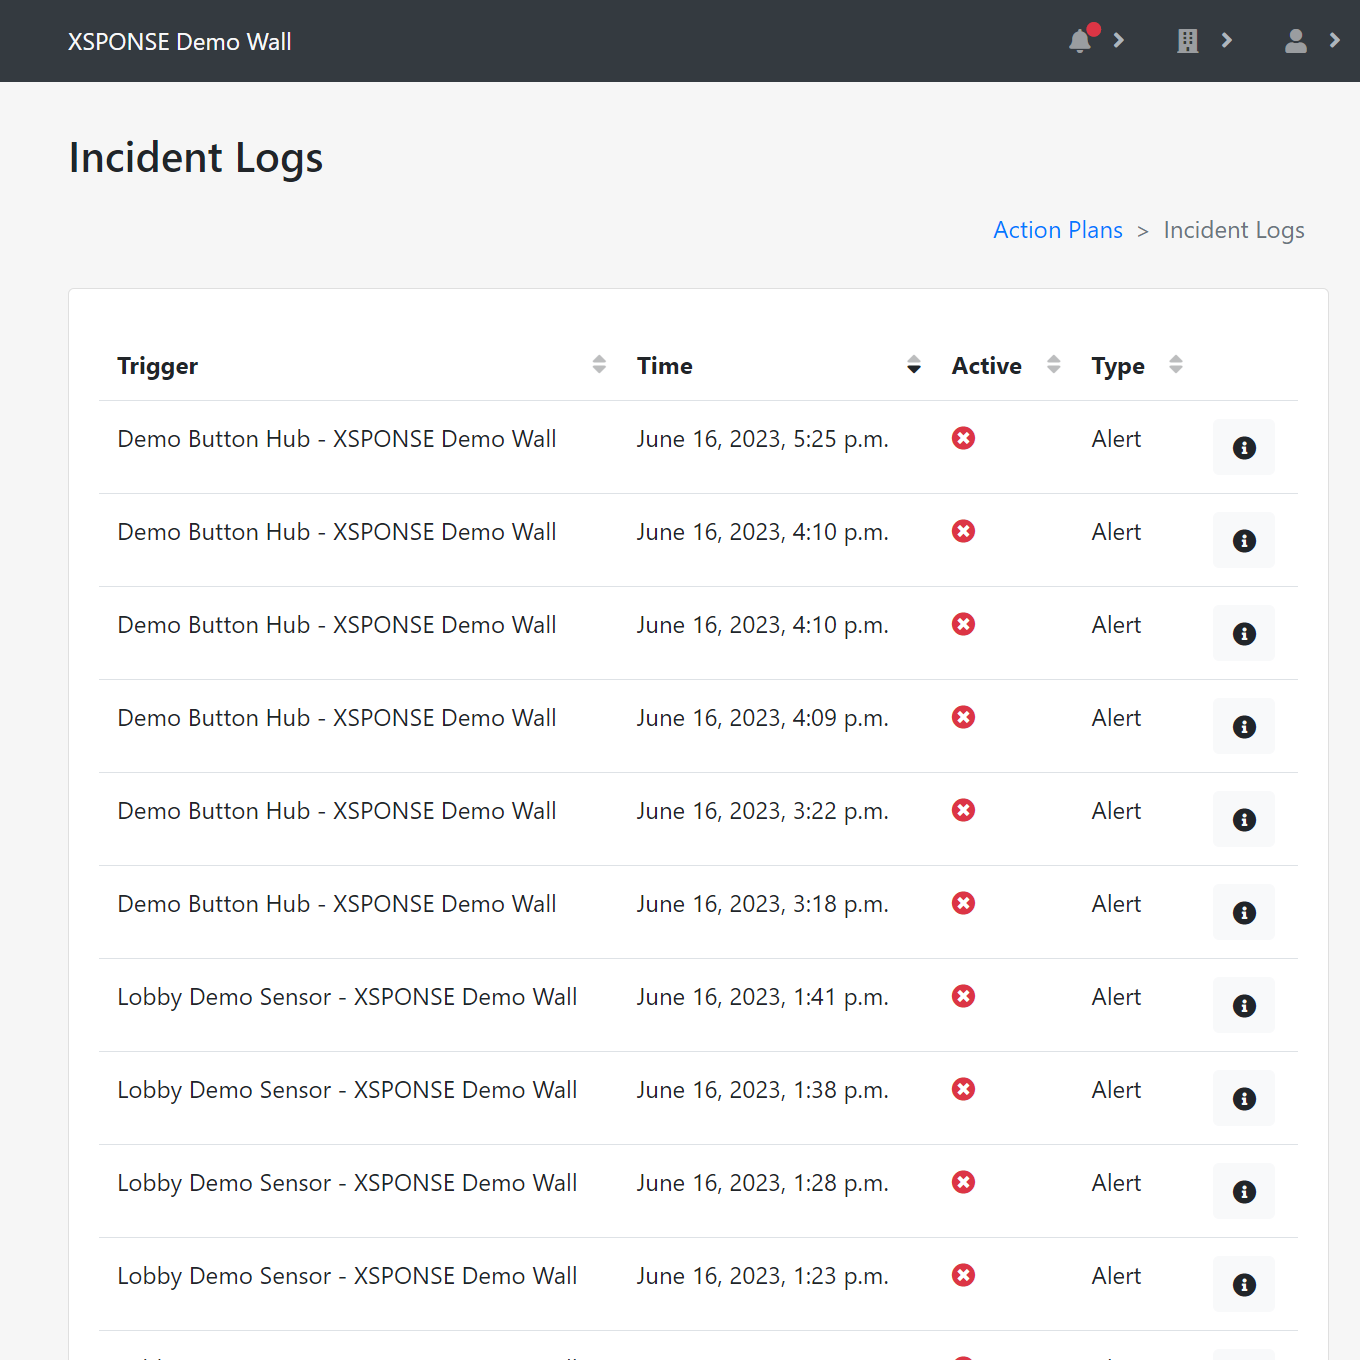 XSPONSE Demo Wall
Incident Logs
Action Plans > Incident Logs
Trigger Time Active Type
Demo Button Hub - XSPONSE Demo Wall June 16, 2023, 5:25 p.m. Alert
Demo Button Hub - XSPONSE Demo Wall June 16, 2023, 4:10 p.m. Alert
Demo Button Hub - XSPONSE Demo Wall June 16, 2023, 4:10 p.m. Alert
Demo Button Hub - XSPONSE Demo Wall June 16, 2023, 4:09 p.m. Alert
Demo Button Hub - XSPONSE Demo Wall June 16, 2023, 3:22 p.m. Alert
Demo Button Hub - XSPONSE Demo Wall June 16, 2023, 3:18 p.m. Alert
Lobby Demo Sensor - XSPONSE Demo Wall June 16, 2023, 1:41 p.m. Alert
Lobby Demo Sensor - XSPONSE Demo Wall June 16, 2023, 1:38 p.m. Alert
Lobby Demo Sensor - XSPONSE Demo Wall June 16, 2023, 1:28 p.m. Alert
Lobby Demo Sensor - XSPONSE Demo Wall June 16, 2023, 1:23 p.m. Alert